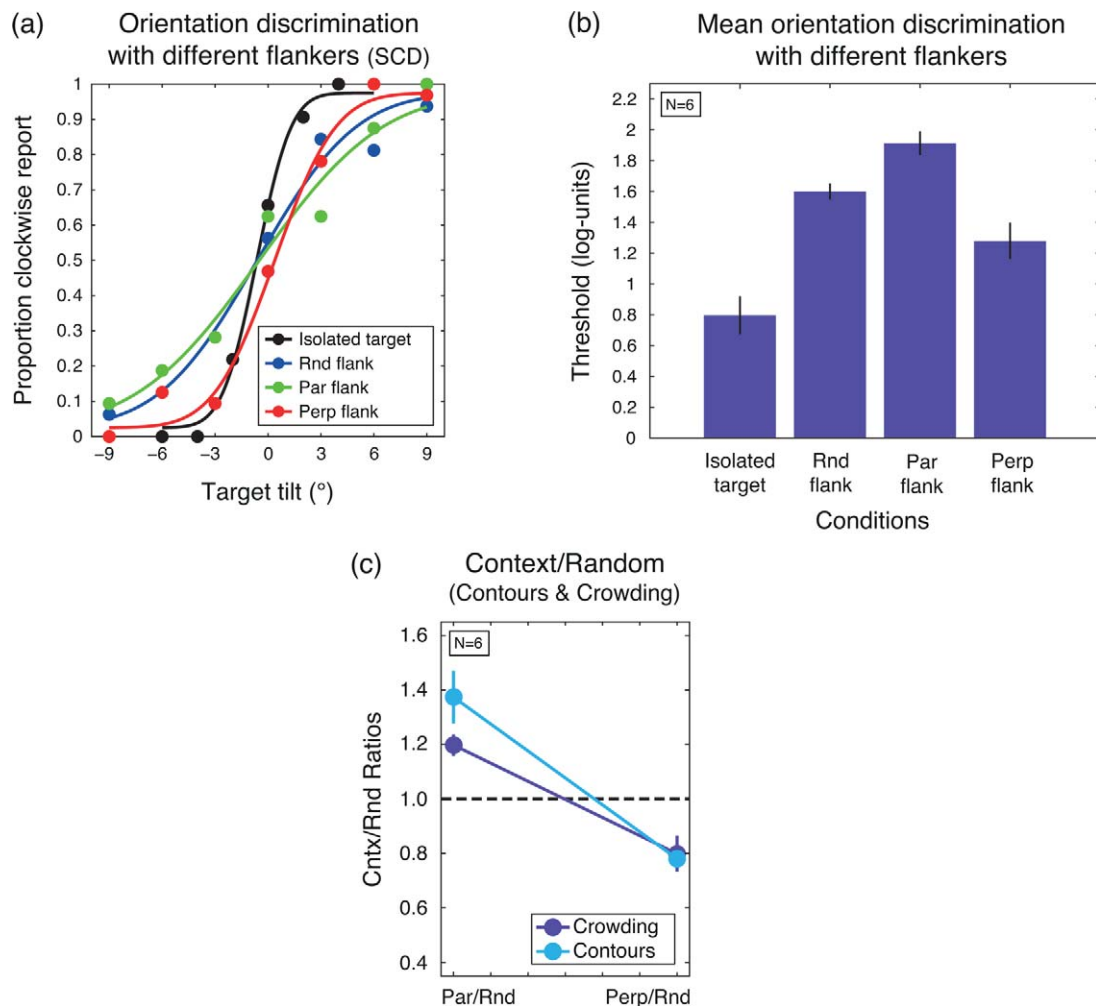 (a)
Orientation discrimination
with different flankers (SCD)
Proportion clockwise report
1
0.9
0.8
0.7
0.6
0.5
0.4
0.3
0.2
0.1
0
Isolated target
Rnd flank
Par flank
Perp flank
−9
−6
−3
0
3
6
9
Target tilt (°)
(b)
Mean orientation discrimination
with different flankers
N=6
Threshold (log-units)
2.2
2
1.8
1.6
1.4
1.2
1
0.8
0.6
0.4
0.2
0
Isolated
target
Rnd
flank
Par
flank
Perp
flank
Conditions
(c)
Context/Random
(Contours & Crowding)
N=6
Cntx/Rnd Ratios
1.6
1.4
1.2
1.0
0.8
0.6
0.4
Crowding
Contours
Par/Rnd
Perp/Rnd